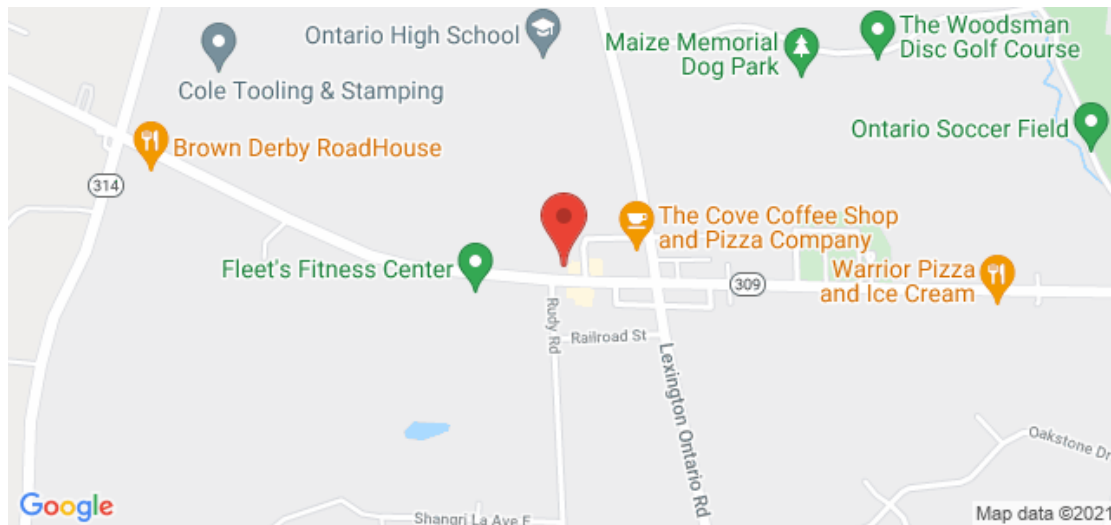 Ontario High School
Cole Tooling & Stamping
Maize Memorial
Dog Park
The Woodsman
Disc Golf Course
Ontario Soccer Field
Brown Derby RoadHouse
314
The Cove Coffee Shop
and Pizza Company
Fleet's Fitness Center
Warrior Pizza
and Ice Cream
309
Rudy Rd
Railroad St
Lexington Ontario Rd
Oakstone Dr
Google
Shangri La Ave E
Map data ©2021